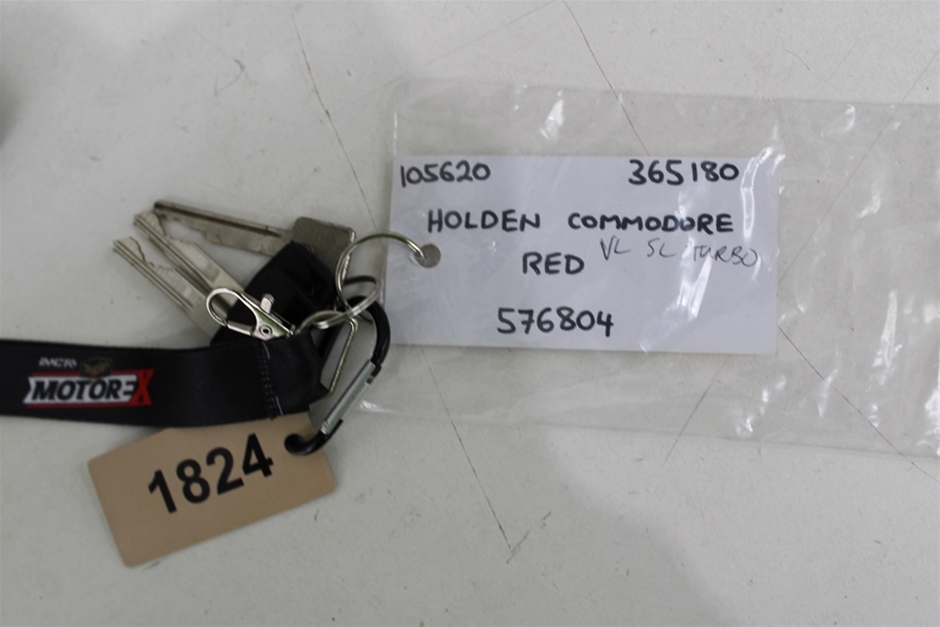 105620 365180
HOLDEN COMMODORE
RED VL SL TURBO
576804
MOTOREX
1824